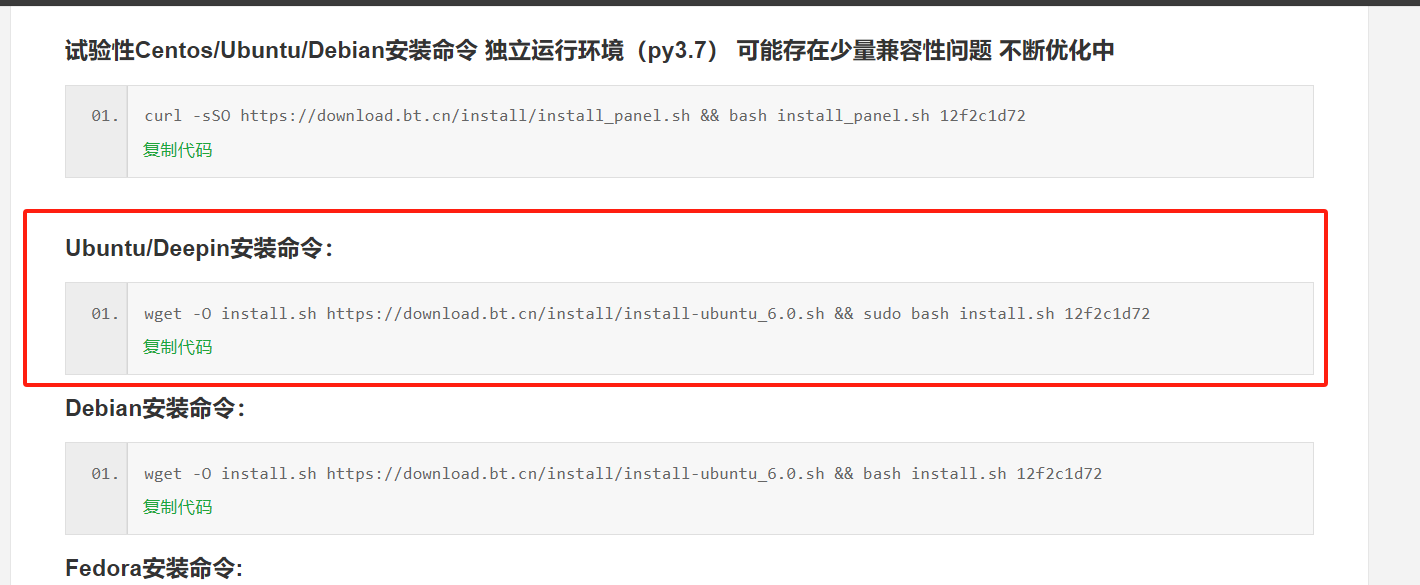 试验性Centos/Ubuntu/Debian安装命令 独立运行环境（py3.7） 可能存在少量兼容性问题 不断优化中
01. curl -sSO https://download.bt.cn/install/install_panel.sh && bash install_panel.sh 12f2c1d72
复制代码
Ubuntu/Deepin安装命令：
01. wget -O install.sh https://download.bt.cn/install/install-ubuntu_6.0.sh && sudo bash install.sh 12f2c1d72
复制代码
Debian安装命令：
01. wget -O install.sh https://download.bt.cn/install/install-ubuntu_6.0.sh && bash install.sh 12f2c1d72
复制代码
Fedora安装命令: